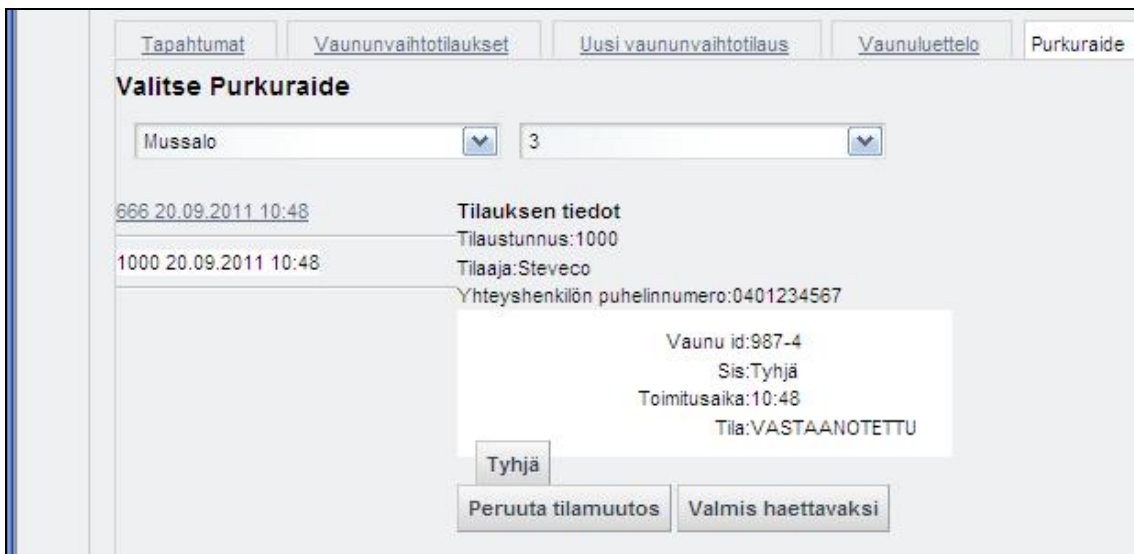 Tapahtumat Vaununvaihtotilaukset Uusi vaununvaihtotilaus Vaunuluettelo Purkuraide
Valitse Purkuraide
Mussalo 3
666 20.09.2011 10:48
1000 20.09.2011 10:48
Tilauksen tiedot
Tilaustunnus:1000
Tilaaja:Steveco
Yhteyshenkilön puhelinnumero:0401234567
Vaunu id:987-4
Sis:Tyhjä
Toimitusaika:10:48
Tila:VASTAANOTETTU
Tyhjä
Peruuta tilamuutos Valmis haettavaksi